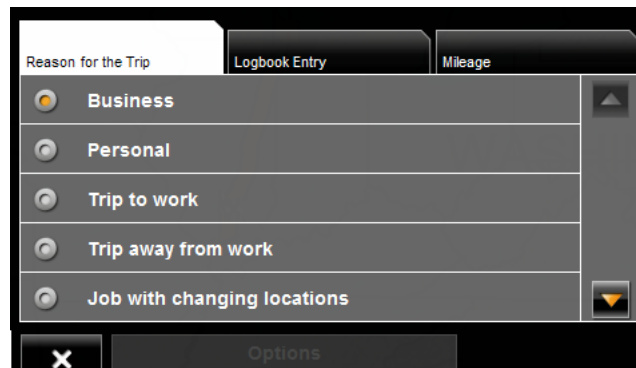 Reason for the Trip
Logbook Entry
Mileage
Business
Personal
Trip to work
Trip away from work
Job with changing locations
Options